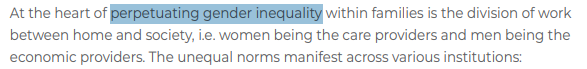 At the heart of perpetuating gender inequality within families is the division of work
between home and society, i.e. women being the care providers and men being the
economic providers. The unequal norms manifest across various institutions: